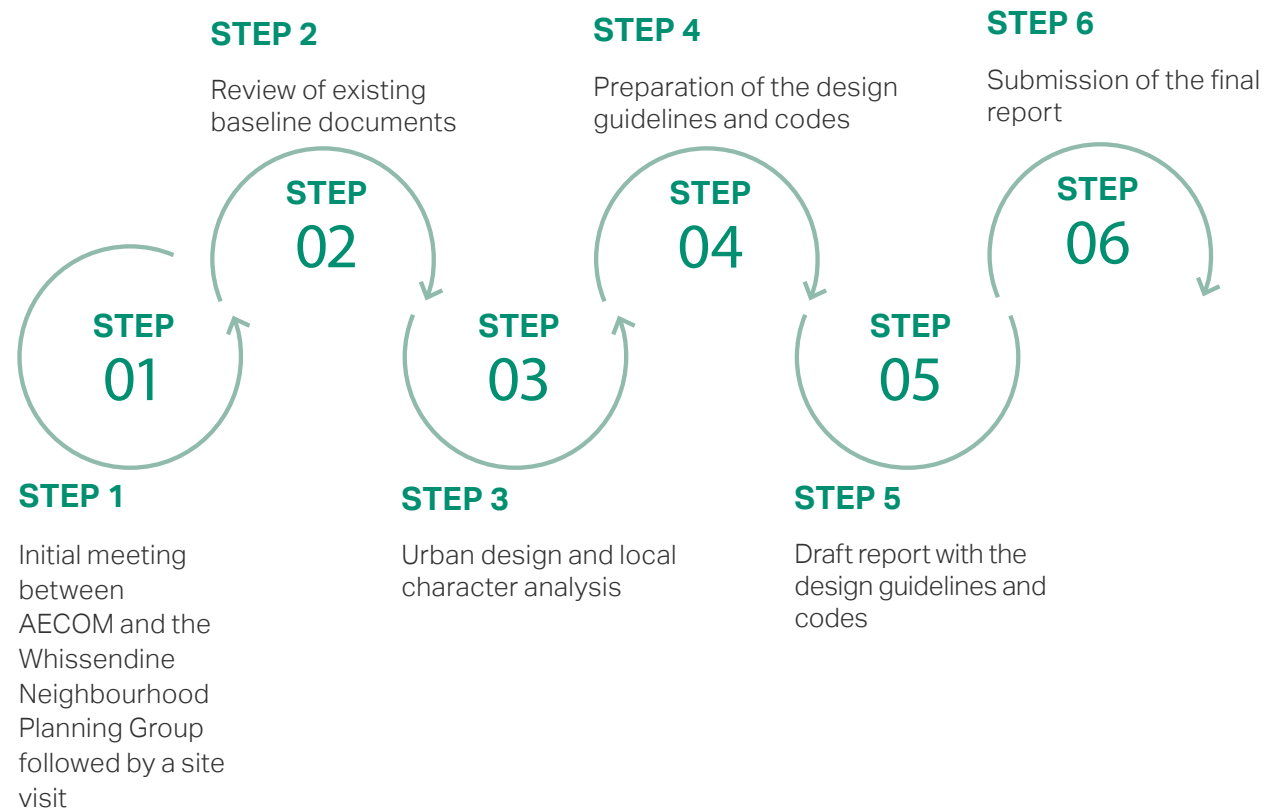 STEP 2
Review of existing
baseline documents
STEP 4
Preparation of the design
guidelines and codes
STEP 6
Submission of the final
report
STEP
01
STEP
02
STEP
03
STEP
04
STEP
05
STEP
06
STEP 1
Initial meeting
between
AECOM and the
Whissendine
Neighbourhood
Planning Group
followed by a site
visit
STEP 3
Urban design and local
character analysis
STEP 5
Draft report with the
design guidelines and
codes